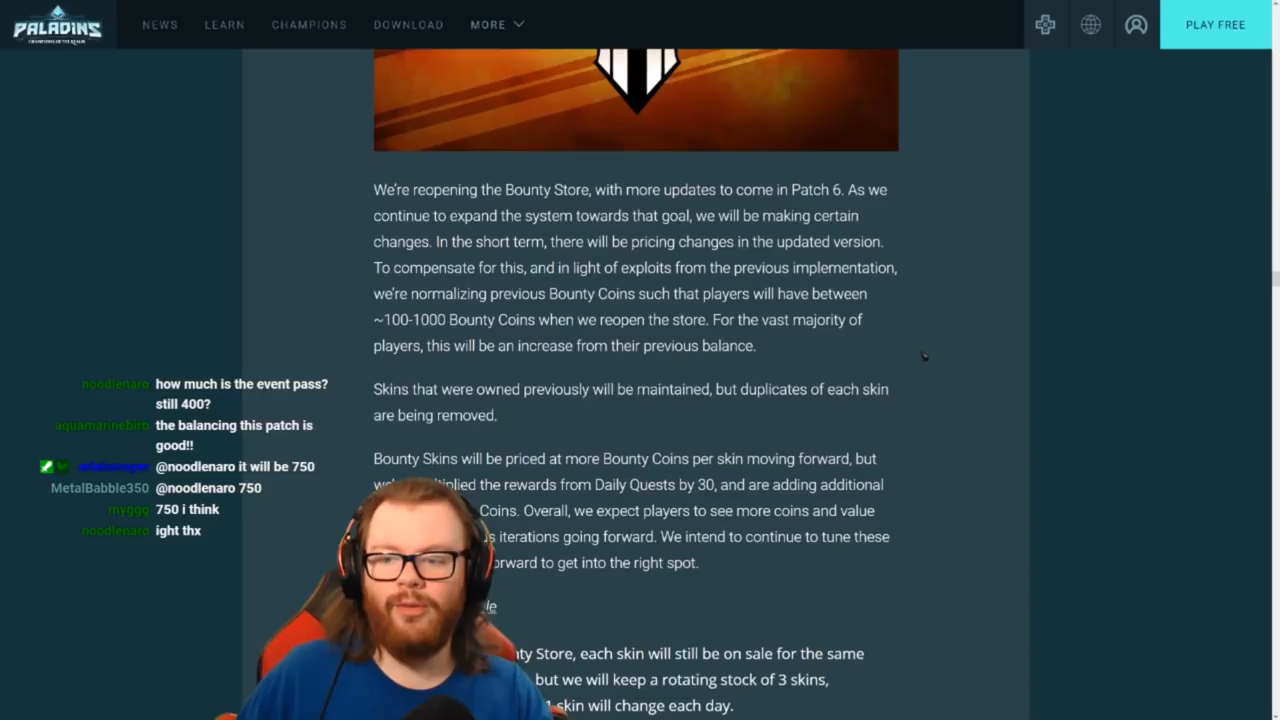 PALADINS
CHAMPIONS OF THE REALM
NEWS LEARN CHAMPIONS DOWNLOAD MORE
PLAY FREE
We're reopening the Bounty Store, with more updates to come in Patch 6. As we
continue to expand the system towards that goal, we will be making certain
changes. In the short term, there will be pricing changes in the updated version.
To compensate for this, and in light of exploits from the previous implementation,
we're normalizing previous Bounty Coins such that players will have between
~100-1000 Bounty Coins when we reopen the store. For the vast majority of
players, this will be an increase from their previous balance.
Skins that were owned previously will be maintained, but duplicates of each skin
are being removed.
Bounty Skins will be priced at more Bounty Coins per skin moving forward, but
the rewards from Daily Quests by 30, and are adding additional
Coins. Overall, we expect players to see more coins and value
iterations going forward. We intend to continue to tune these
to get into the right spot.
Store, each skin will still be on sale for the same
but we will keep a rotating stock of 3 skins,
skin will change each day.
noodlenaro how much is the event pass?
still 400?
aquamarinebirb the balancing this patch is
good!!
@noodlenaro it will be 750
MetalBabble350 @noodlenaro 750
myggg 750 i think
noodlenaro ight thx